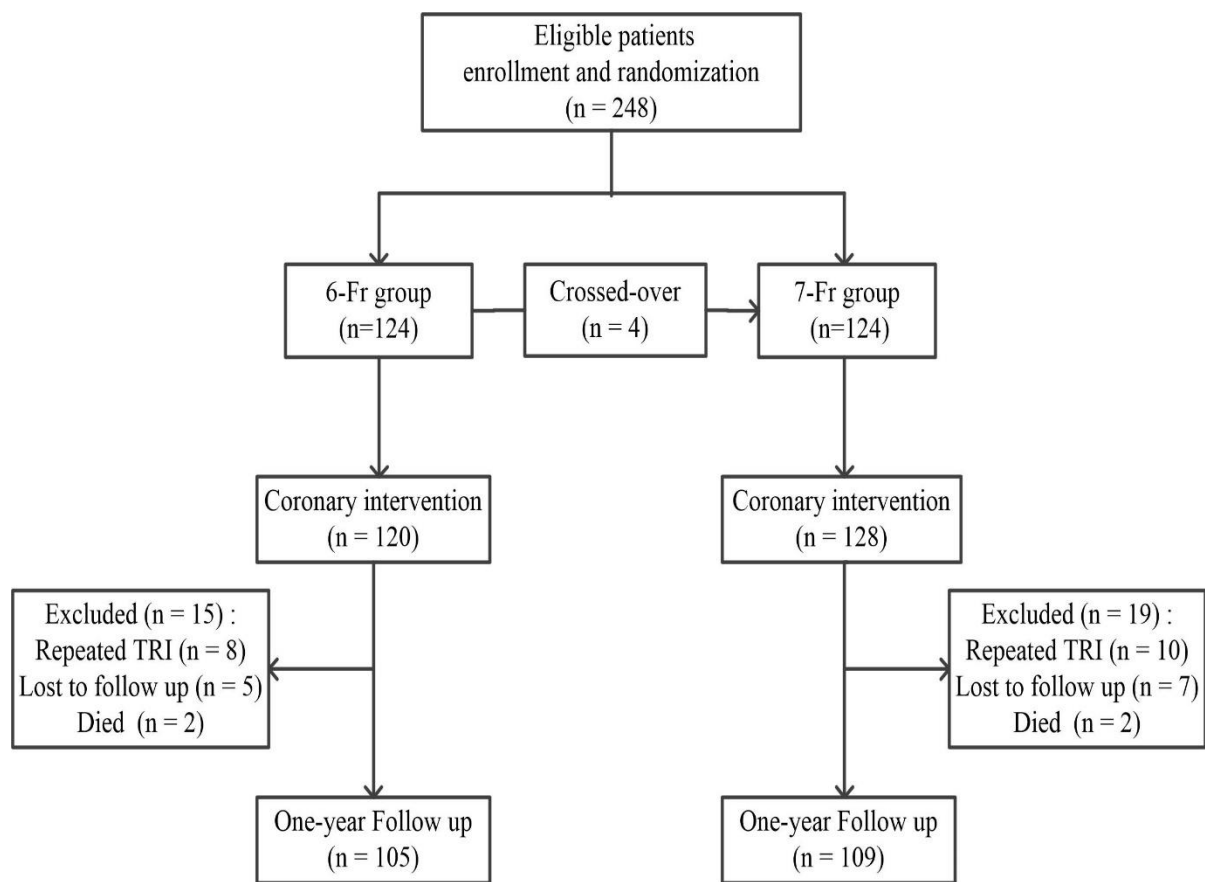 Eligible patients
enrollment and randomization
(n = 248)
6-Fr group
(n=124)
Crossed-over
(n = 4)
7-Fr group
(n=124)
Coronary intervention
(n = 120)
Coronary intervention
(n = 128)
Excluded (n = 15) :
Repeated TRI (n = 8)
Lost to follow up (n = 5)
Died (n = 2)
Excluded (n = 19) :
Repeated TRI (n = 10)
Lost to follow up (n = 7)
Died (n = 2)
One-year Follow up
(n = 105)
One-year Follow up
(n = 109)